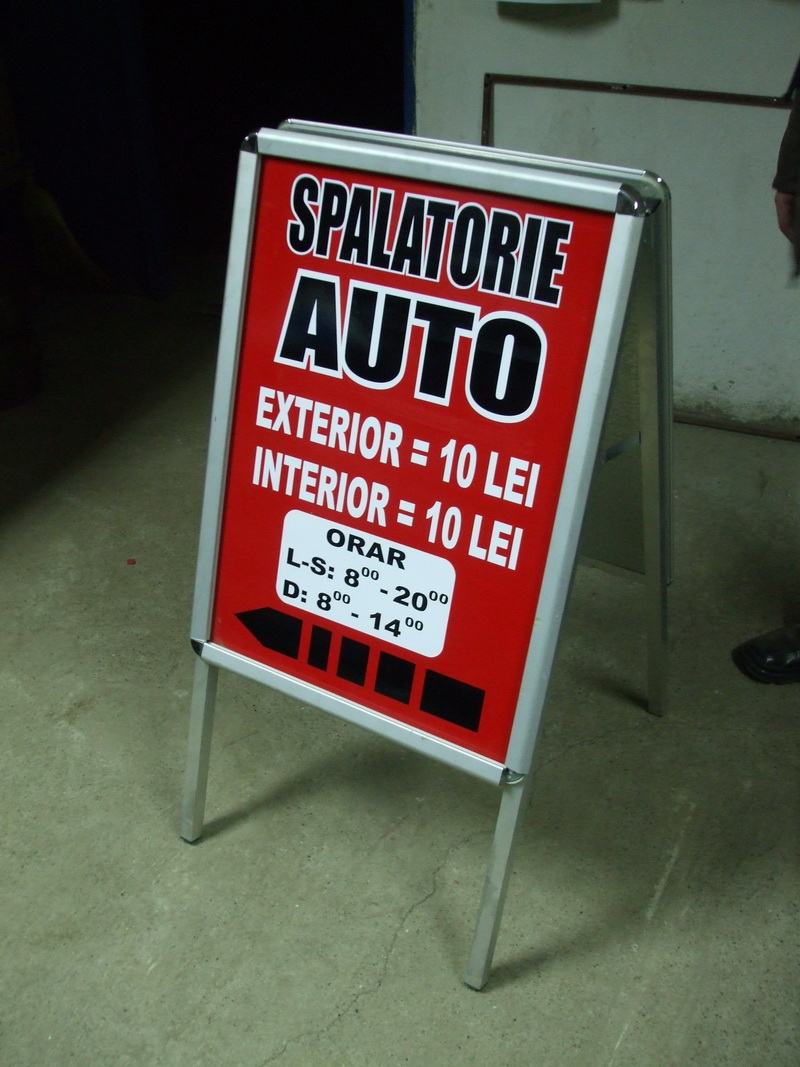 SPALATORIE
AUTO
EXTERIOR = 10 LEI
INTERIOR = 10 LEI
ORAR
L-S: 8⁰⁰ - 20⁰⁰
D: 8⁰⁰ - 14⁰⁰